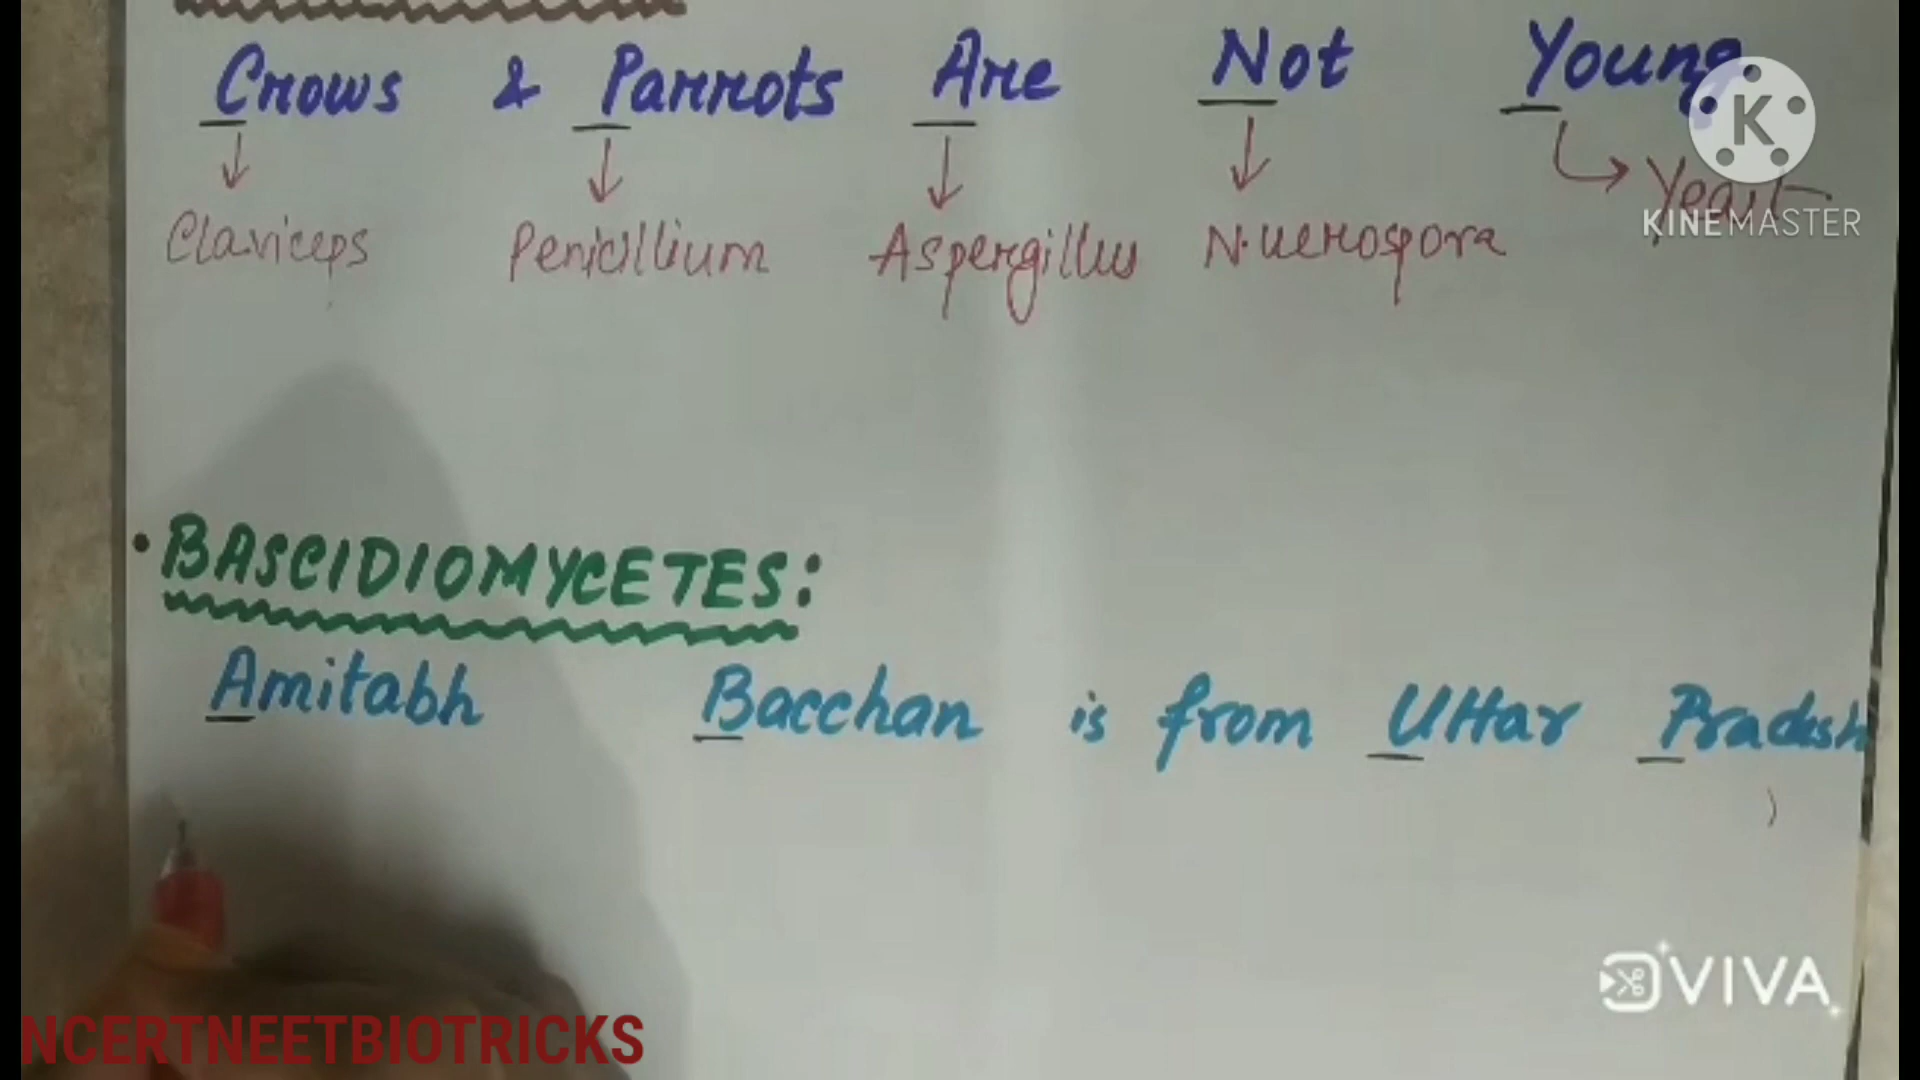 Crows & Parrots Are Not Young
Claviceps Penicillium Aspergillus N.uerospora Yeast
KINEMASTER
• BASCIDIOMYCETES:
Amitabh Bacchan is from Uttar Pradesh
VIVA
NCERTNEETBIOTRICKS